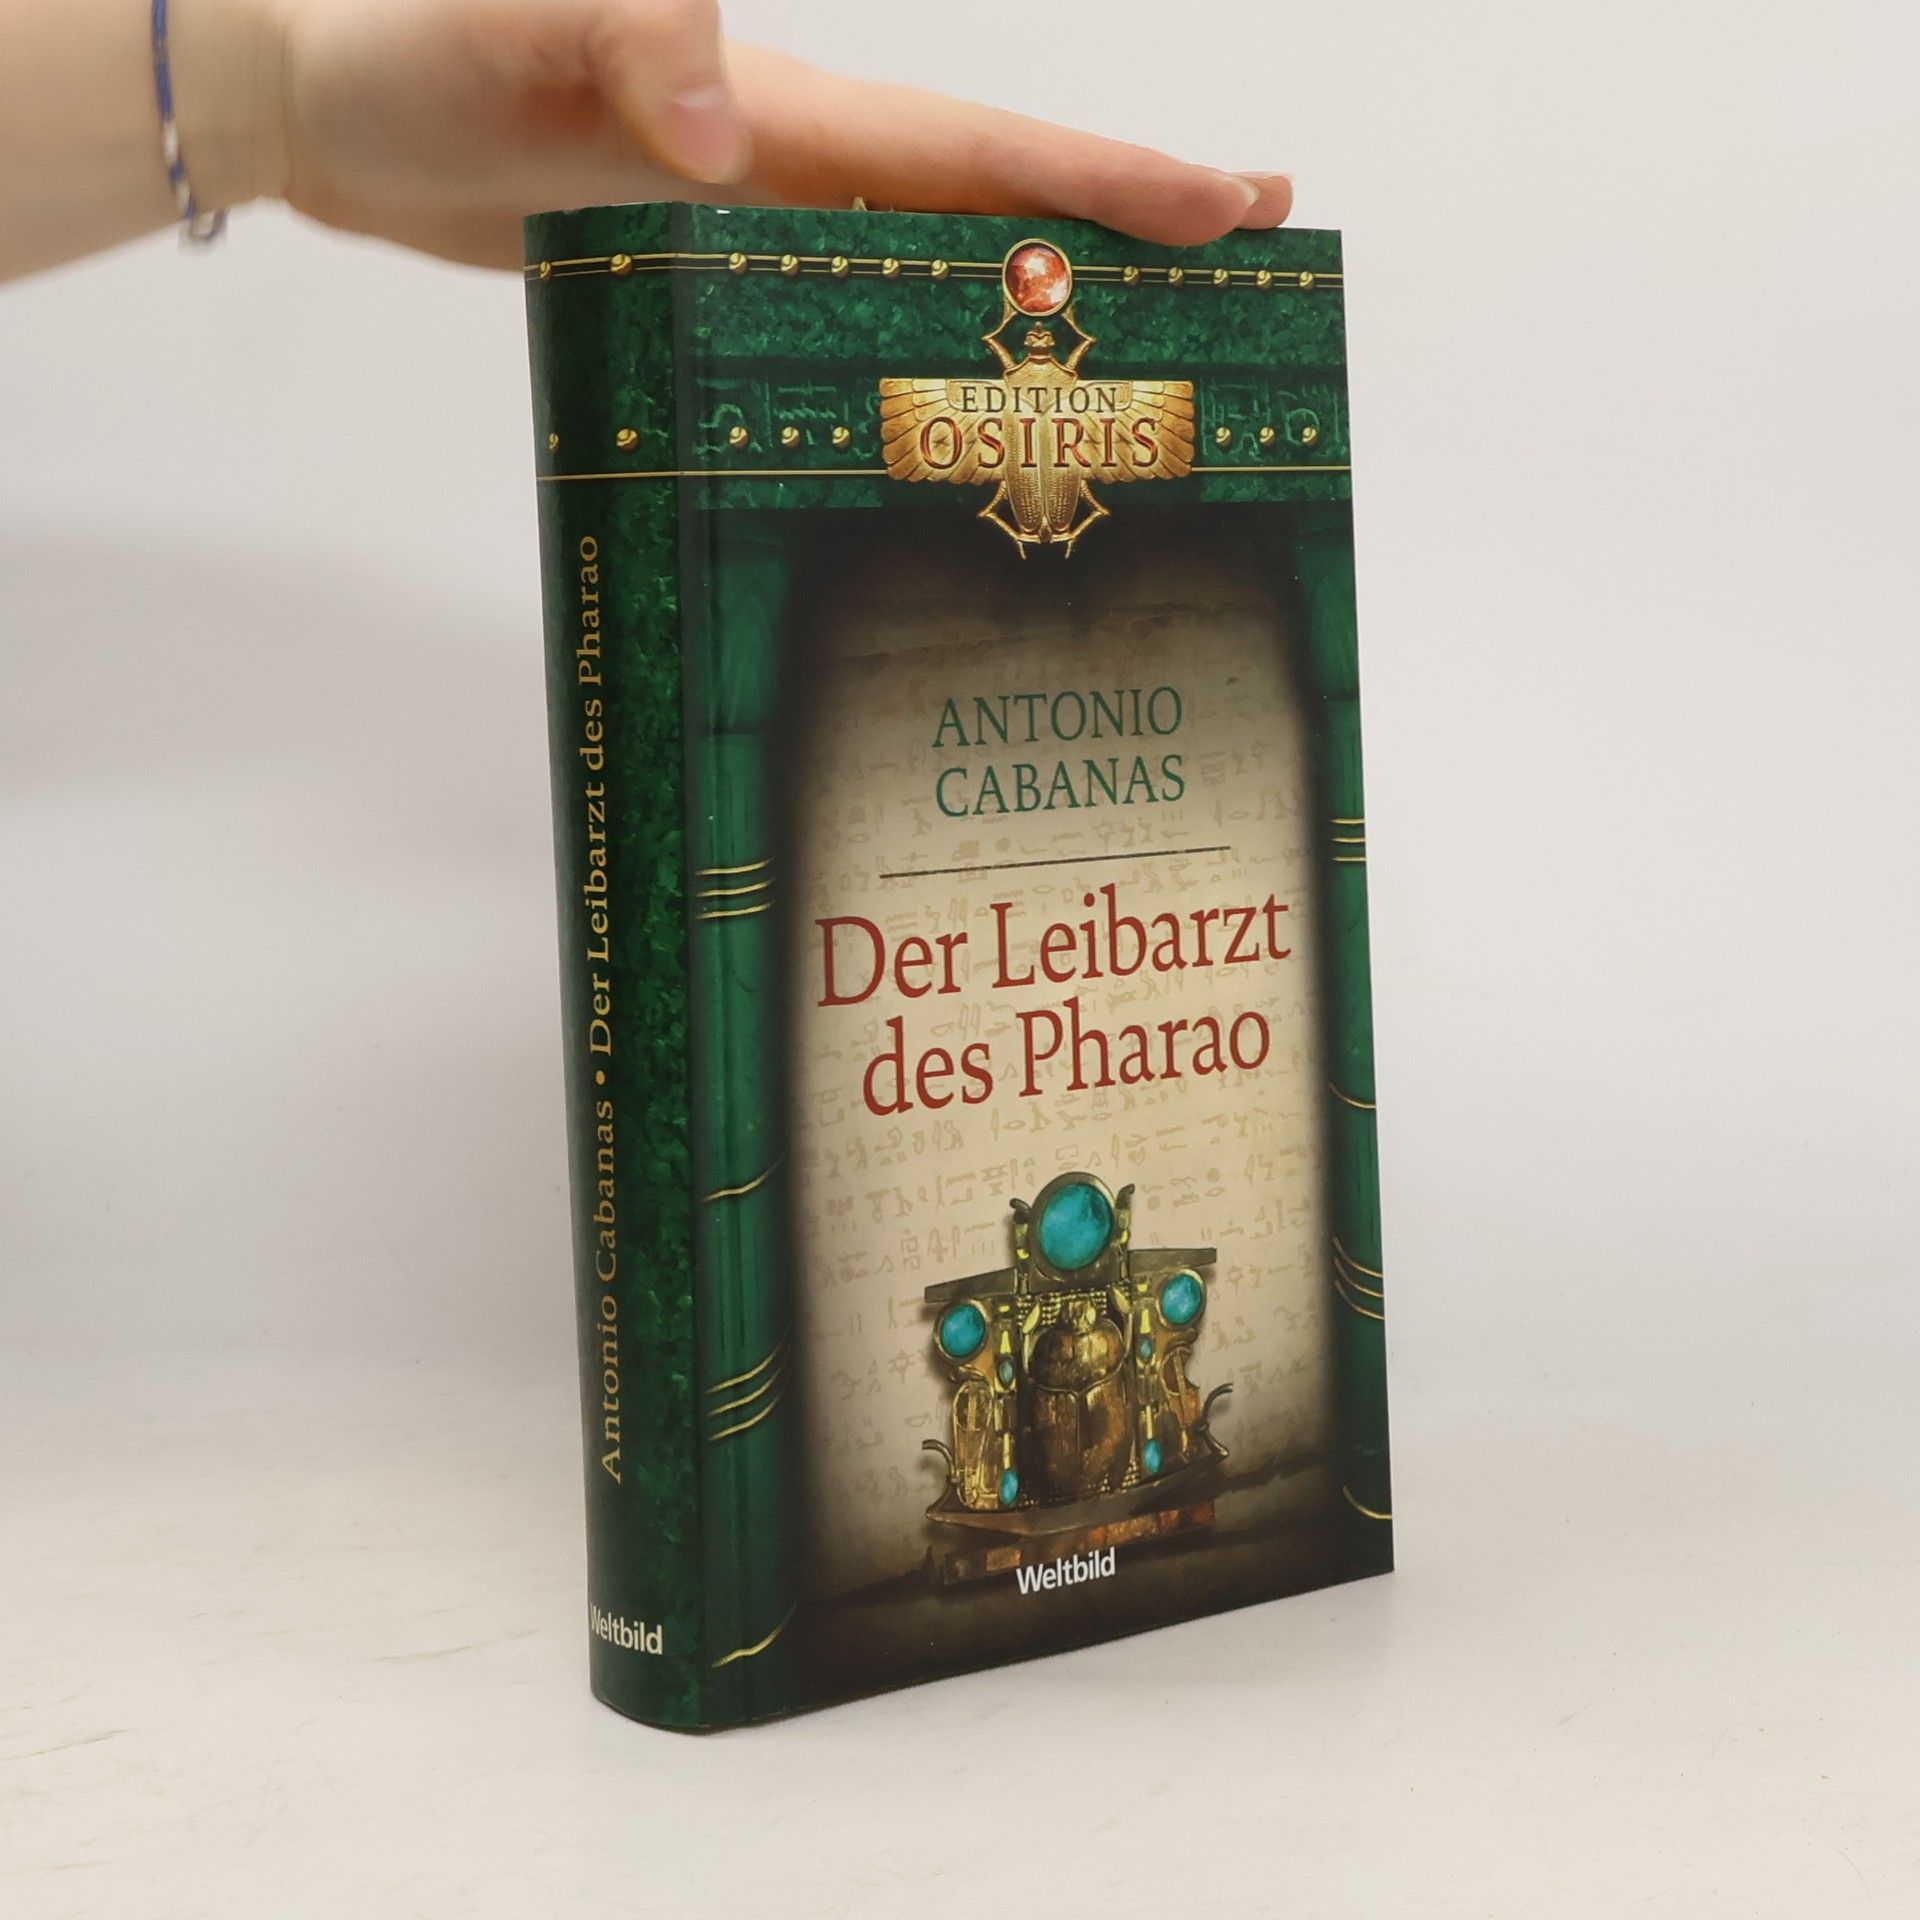 EDITION
OSIRIS
ANTONIO
CABANAS
Der Leibarzt
des Pharao
Weltbild
Antonio Cabanas • Der Leibarzt des Pharao
Weltbild